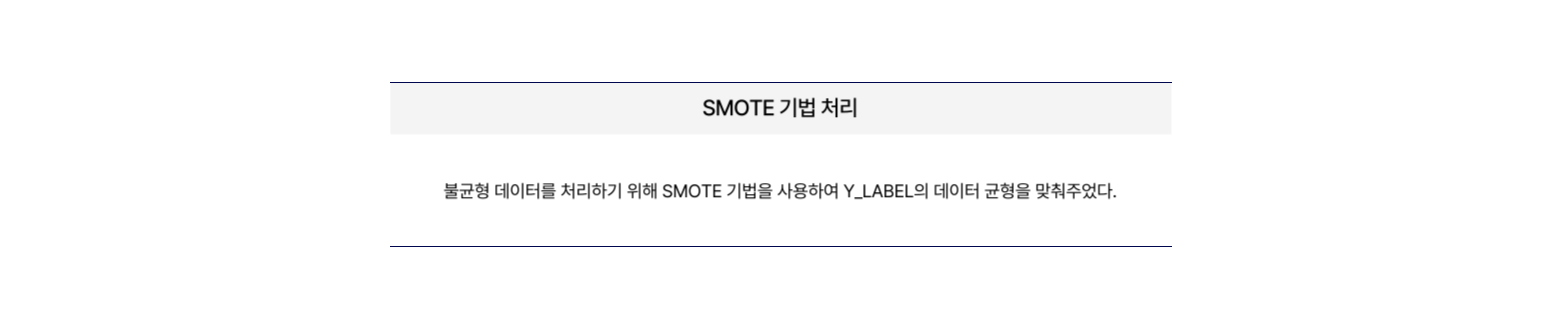 SMOTE 기법 처리
불균형 데이터를 처리하기 위해 SMOTE 기법을 사용하여 Y_LABEL의 데이터 균형을 맞춰주었다.